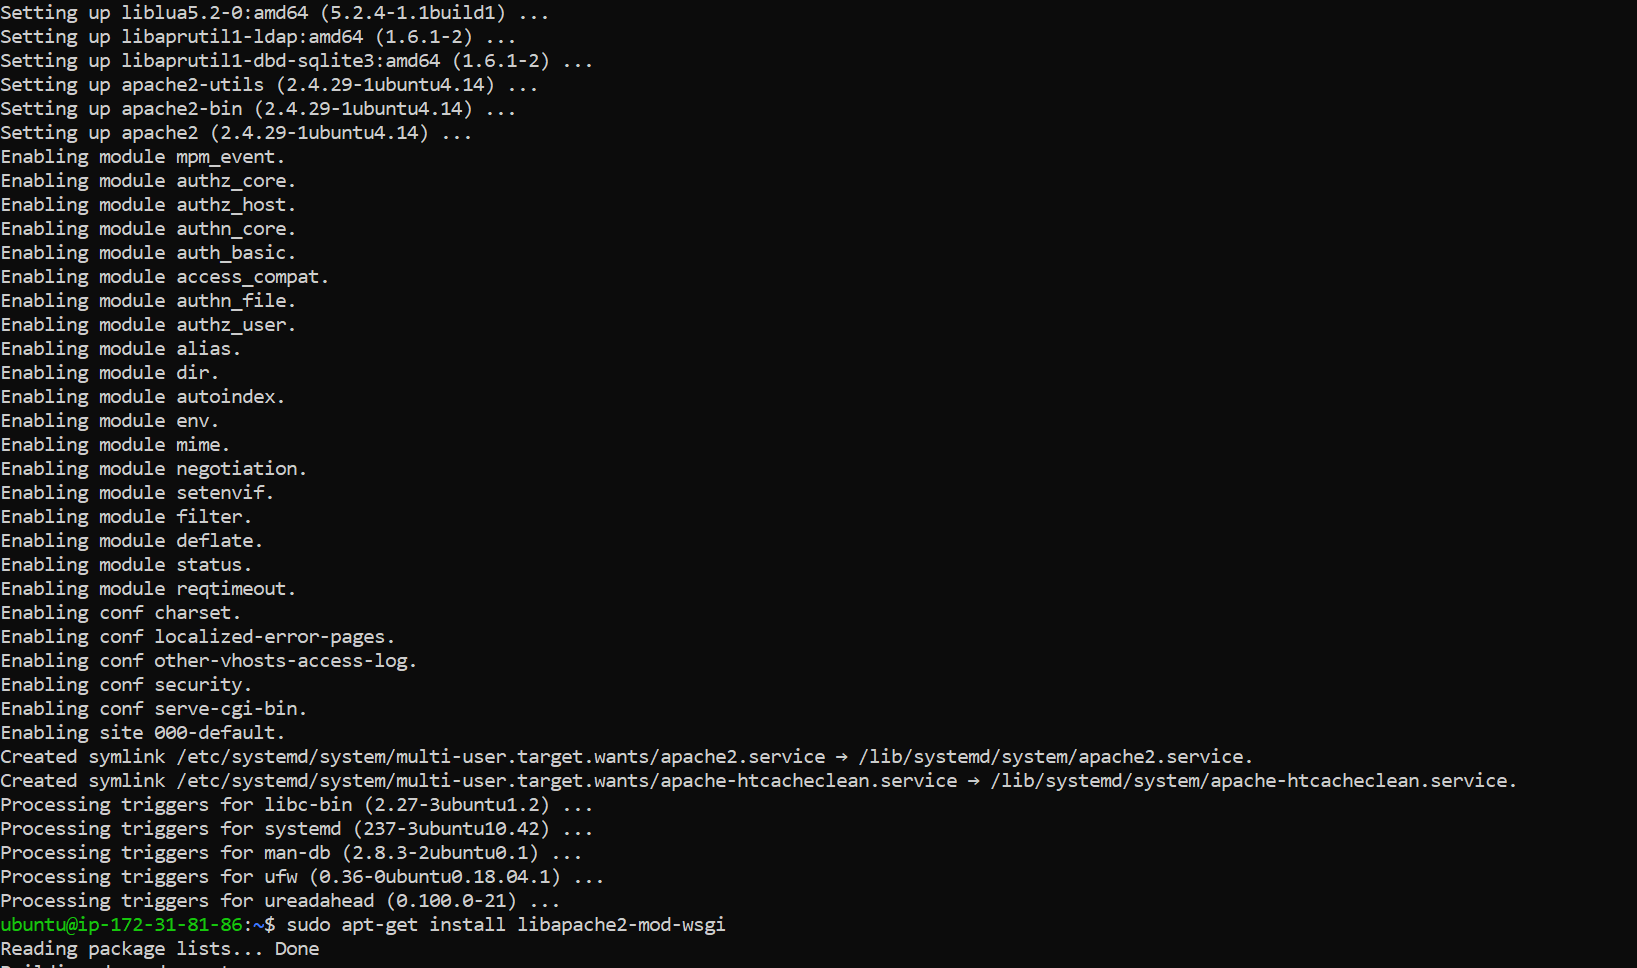 Setting up liblua5.2-0:amd64 (5.2.4-1.1build1) ...
Setting up libaprutil1-ldap:amd64 (1.6.1-2) ...
Setting up libaprutil1-dbd-sqlite3:amd64 (1.6.1-2) ...
Setting up apache2-utils (2.4.29-1ubuntu4.14) ...
Setting up apache2-bin (2.4.29-1ubuntu4.14) ...
Setting up apache2 (2.4.29-1ubuntu4.14) ...
Enabling module mpm_event.
Enabling module authz_core.
Enabling module authz_host.
Enabling module authn_core.
Enabling module auth_basic.
Enabling module access_compat.
Enabling module authn_file.
Enabling module authz_user.
Enabling module alias.
Enabling module dir.
Enabling module autoindex.
Enabling module env.
Enabling module mime.
Enabling module negotiation.
Enabling module setenvif.
Enabling module filter.
Enabling module deflate.
Enabling module status.
Enabling module reqtimeout.
Enabling conf charset.
Enabling conf localized-error-pages.
Enabling conf other-vhosts-access-log.
Enabling conf security.
Enabling conf serve-cgi-bin.
Enabling site 000-default.
Created symlink /etc/systemd/system/multi-user.target.wants/apache2.service → /lib/systemd/system/apache2.service.
Created symlink /etc/systemd/system/multi-user.target.wants/apache-htcacheclean.service → /lib/systemd/system/apache-htcacheclean.service.
Processing triggers for libc-bin (2.27-3ubuntu1.2) ...
Processing triggers for systemd (237-3ubuntu10.42) ...
Processing triggers for man-db (2.8.3-2ubuntu0.1) ...
Processing triggers for ufw (0.36-0ubuntu0.18.04.1) ...
Processing triggers for ureadahead (0.100.0-21) ...
ubuntu@ip-172-31-81-86:~$ sudo apt-get install libapache2-mod-wsgi
Reading package lists... Done